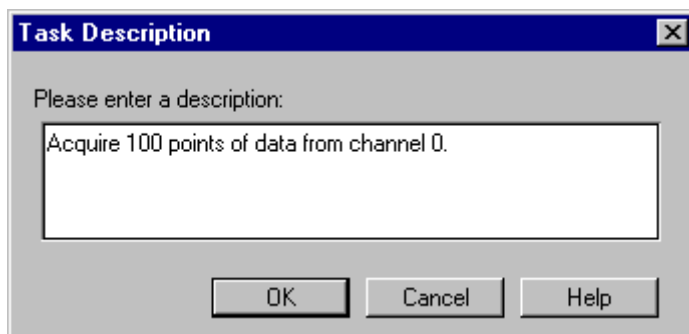 Task Description
Please enter a description:
Acquire 100 points of data from channel 0.
OK Cancel Help